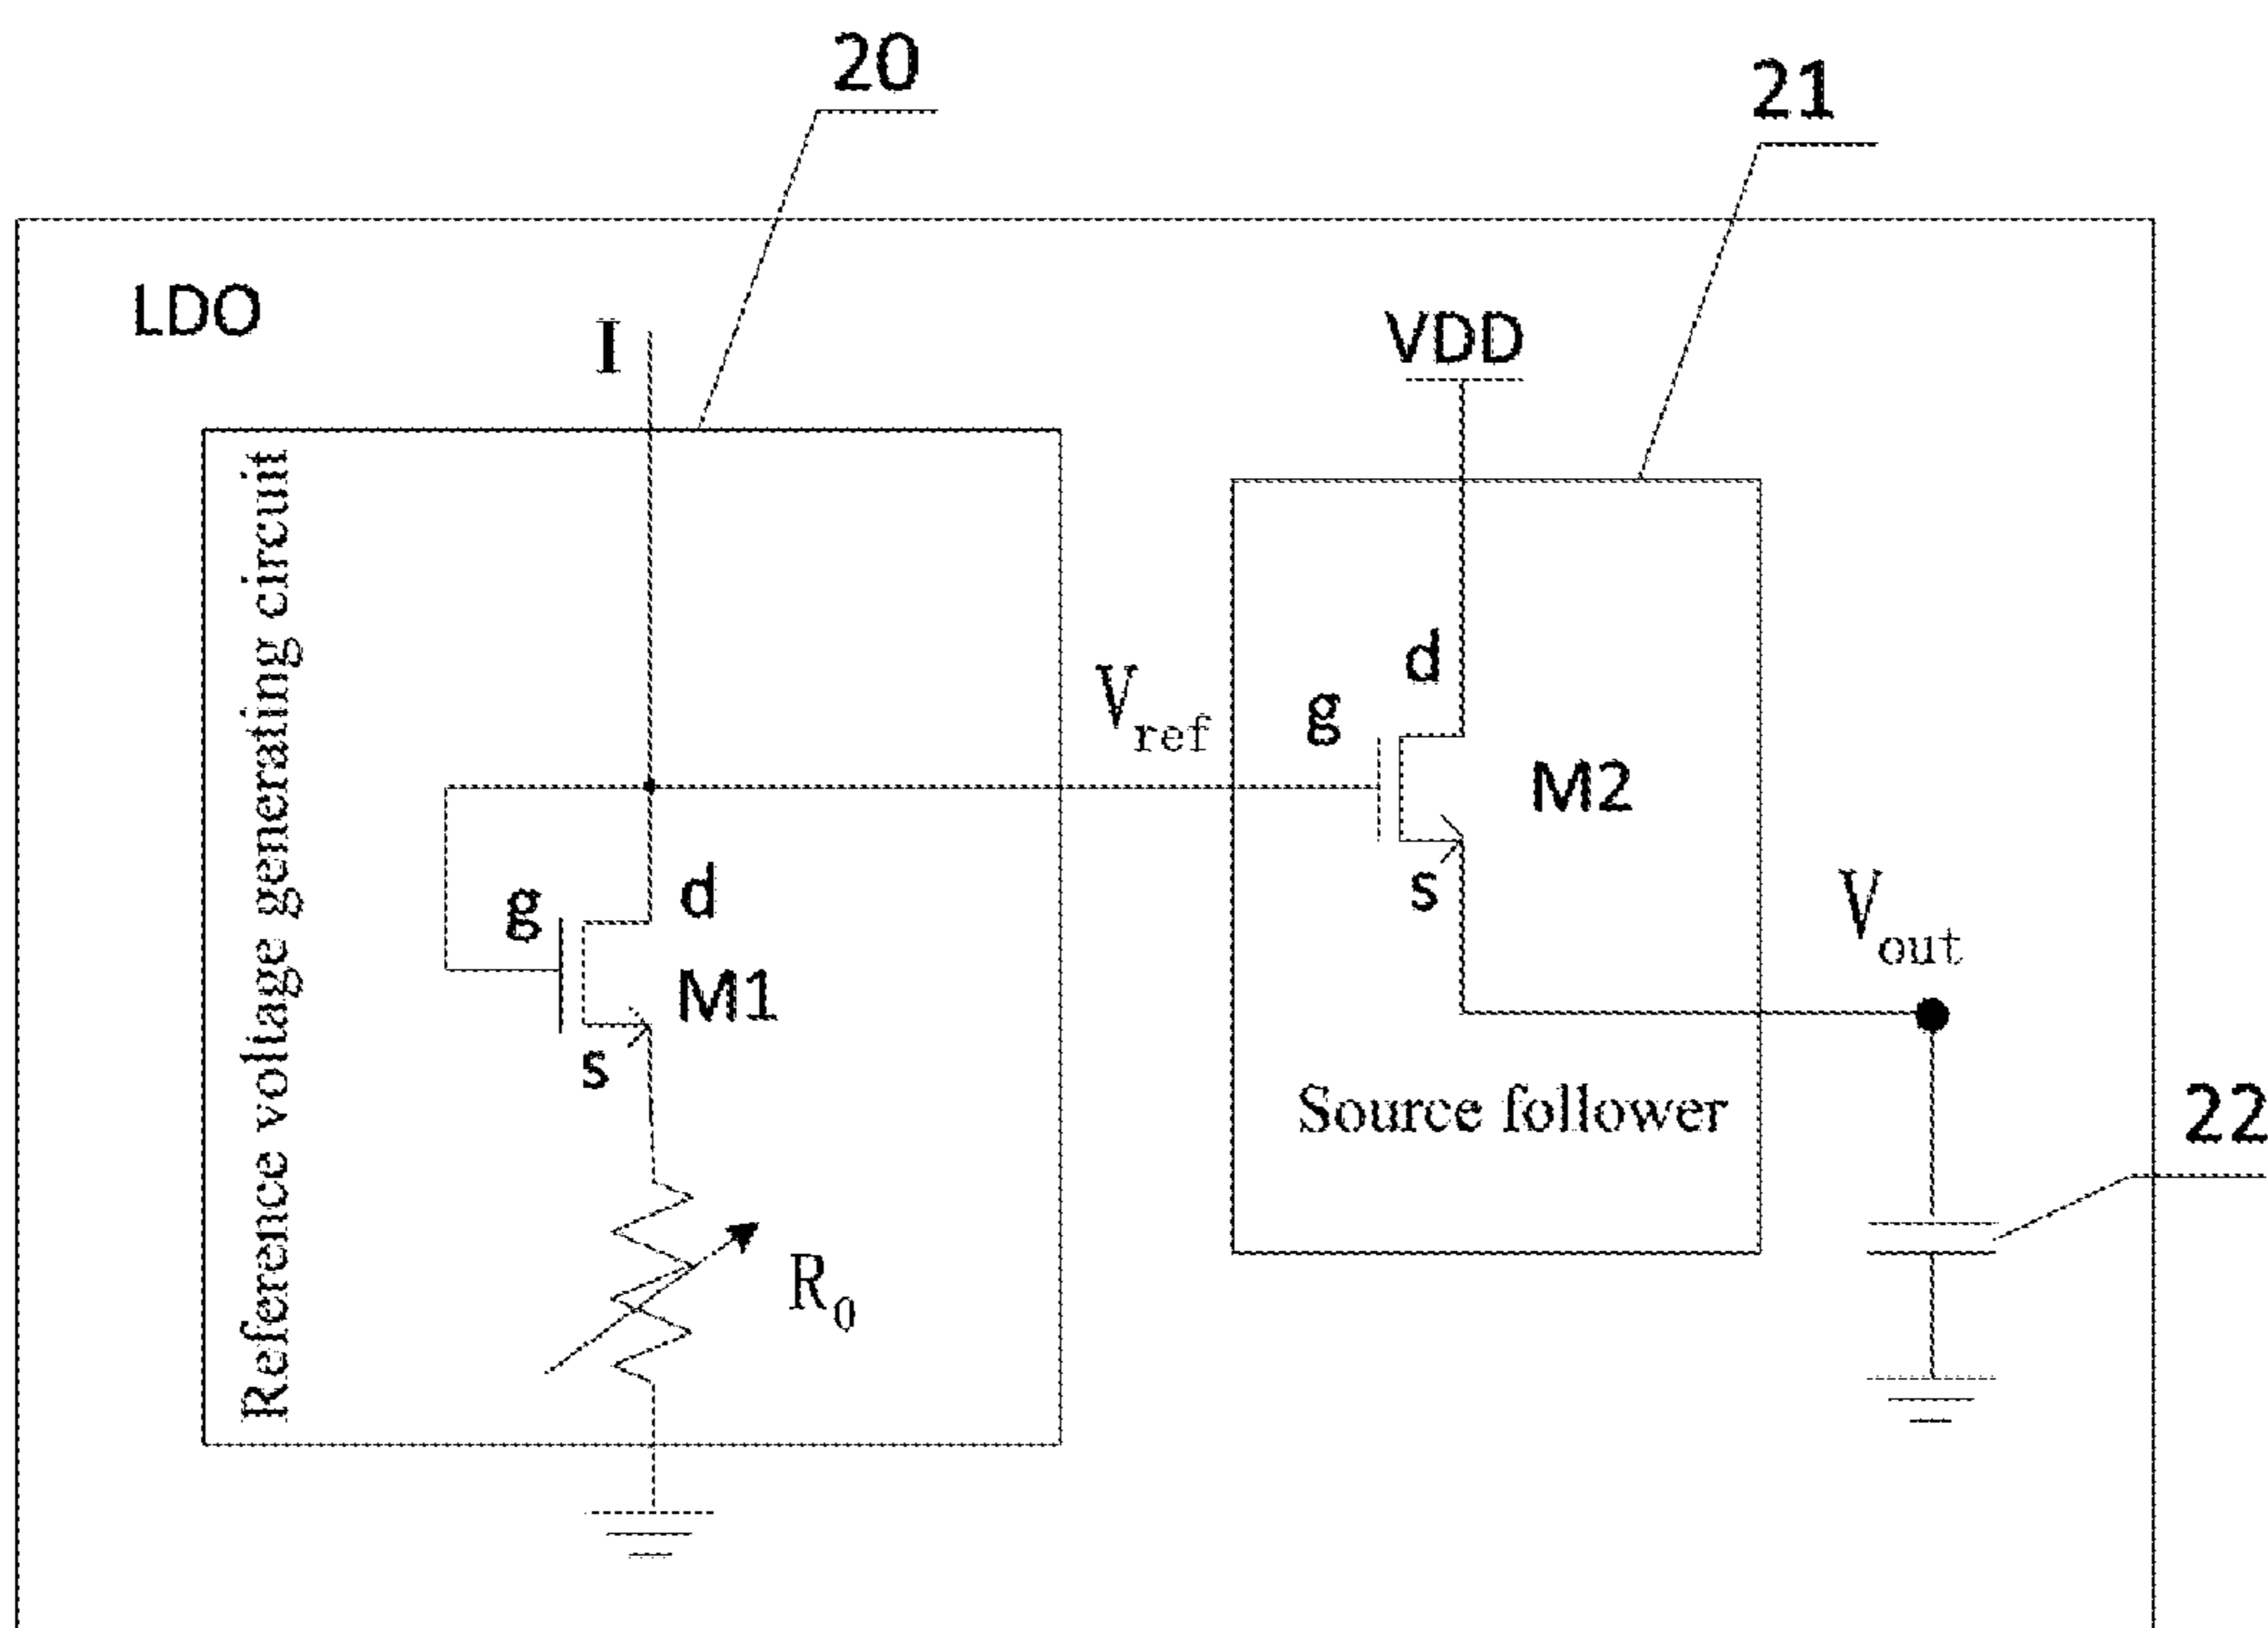 20
21
LDO
I
VDD
Reference voltage generating circuit
d
g
Vref
M2
s
g
d
M1
s
Vout
Source follower
22
R0